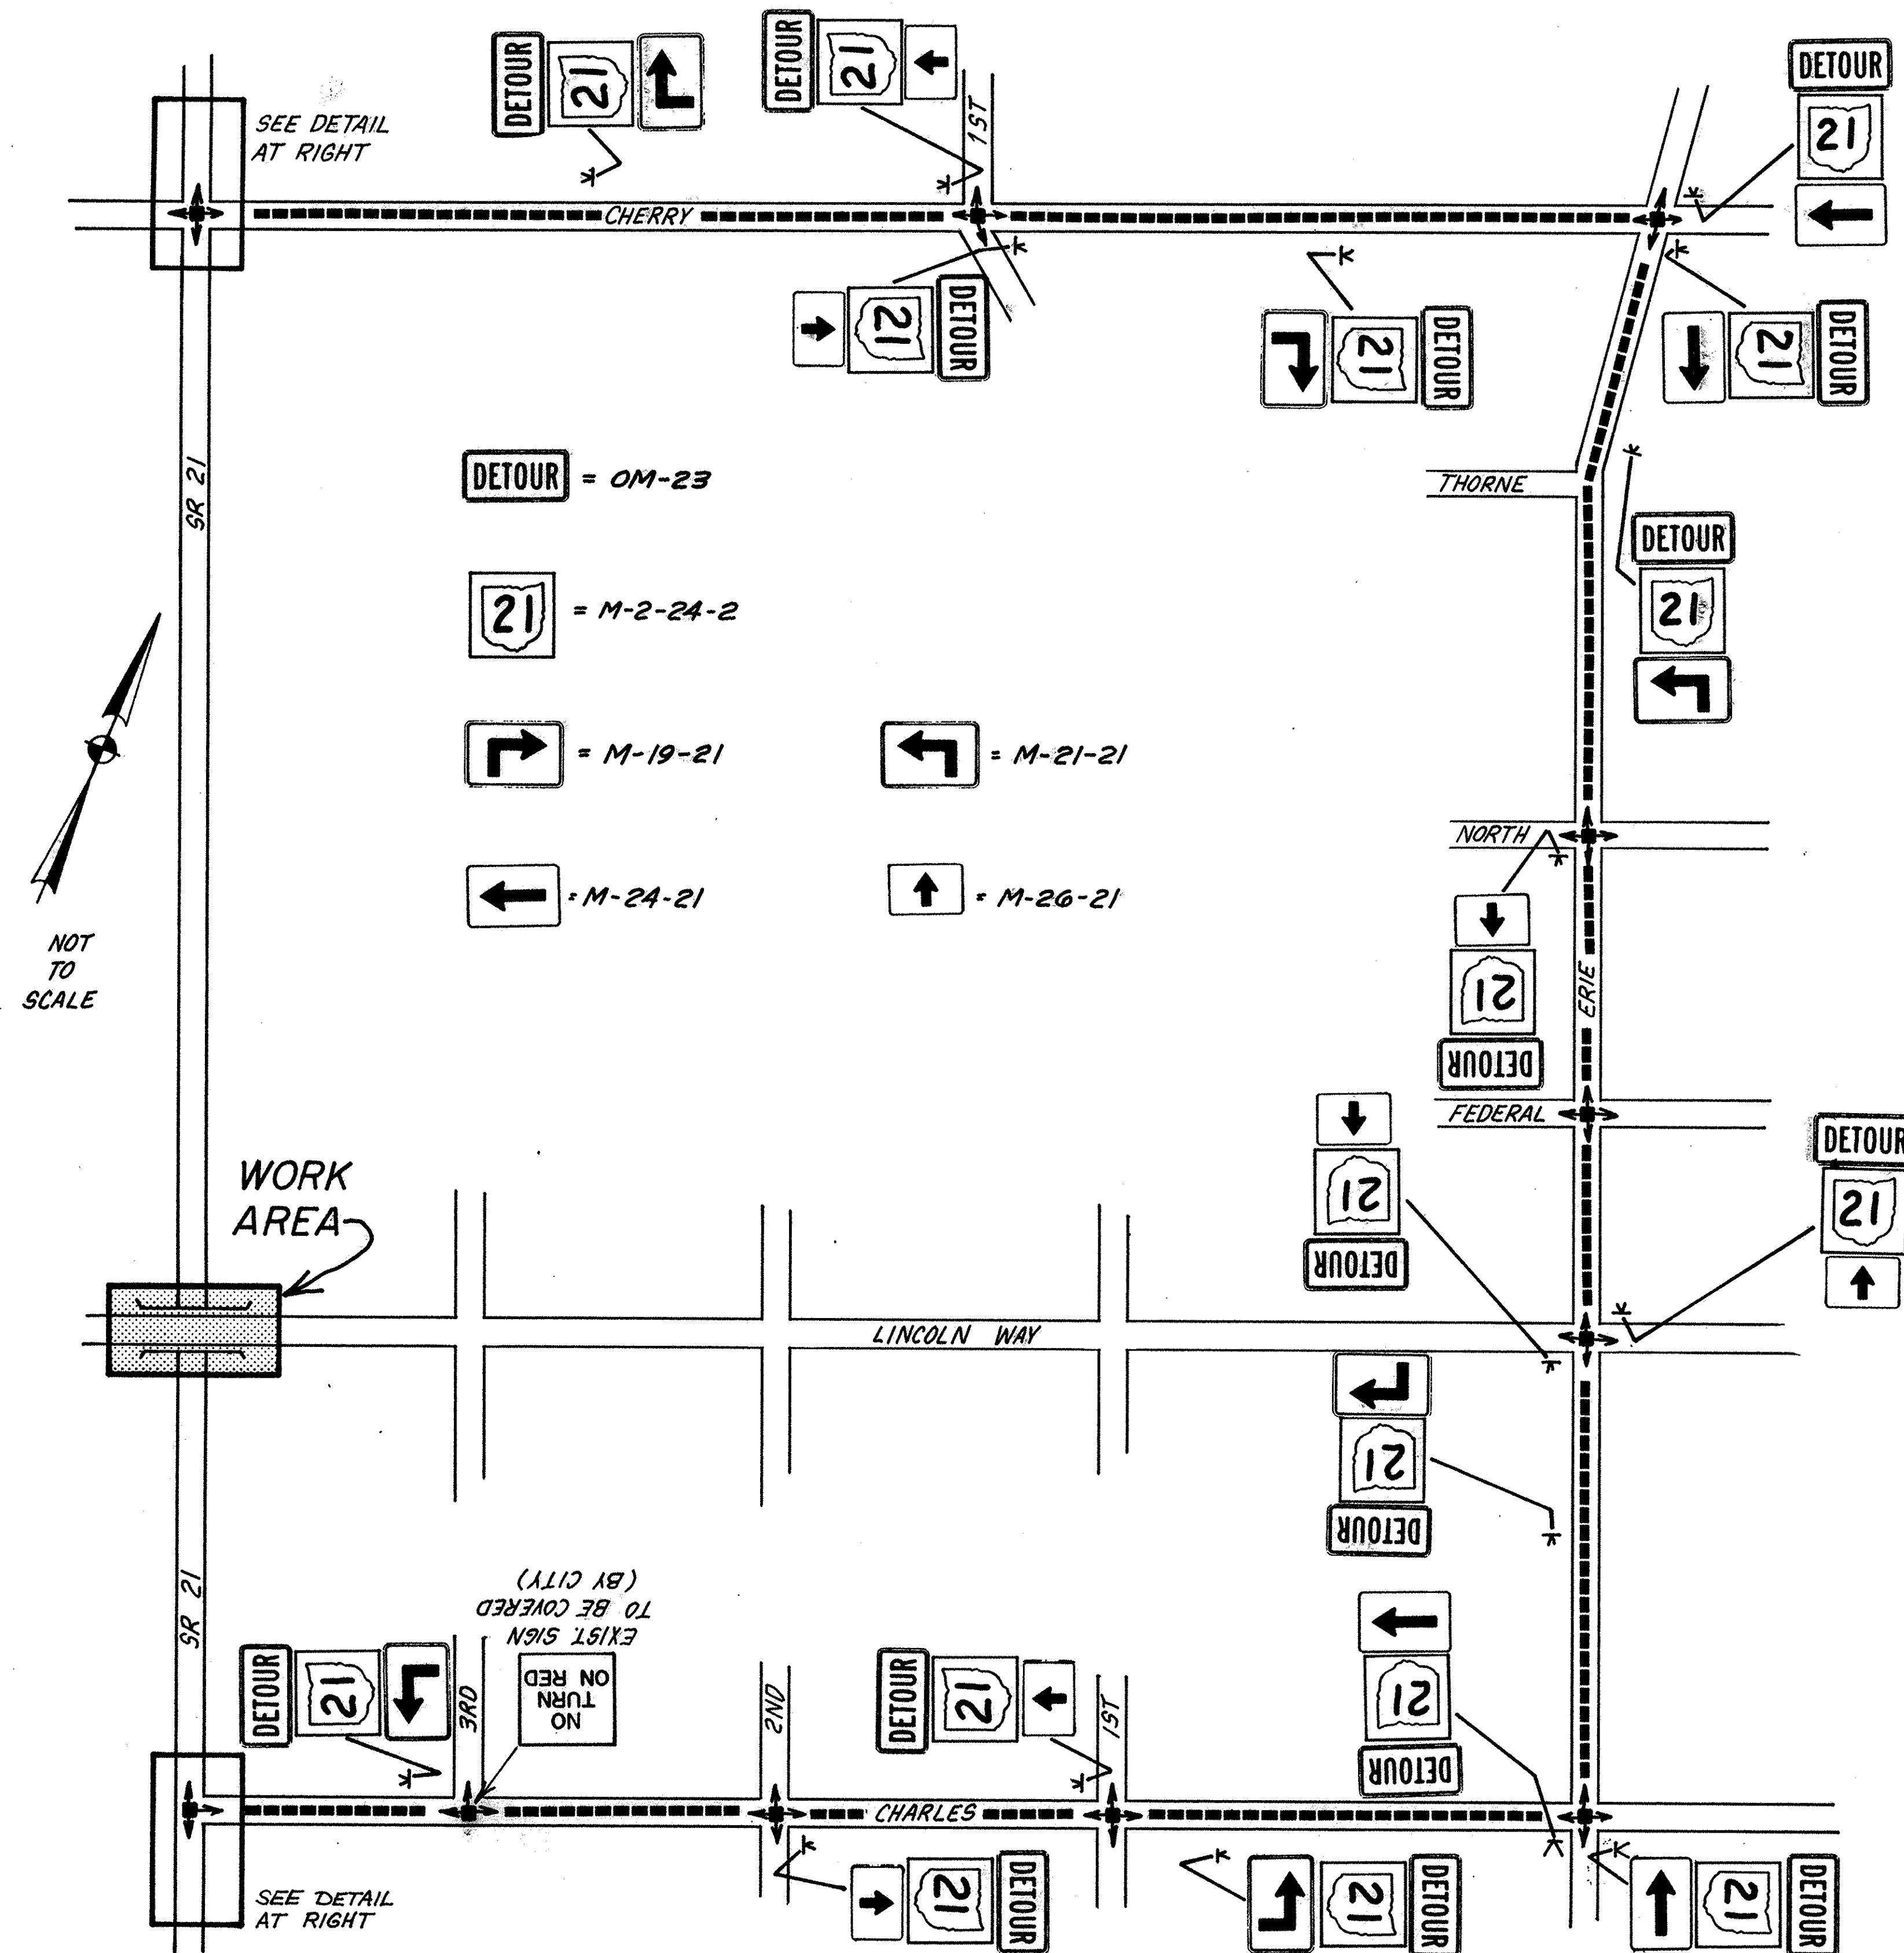 DETOUR
21
DETOUR
21
1ST
DETOUR
21
SEE DETAIL
AT RIGHT
CHERRY
21
DETOUR
21
DETOUR
21
DETOUR
SR 21
DETOUR = OM-23
THORNE
DETOUR
21
21 = M-2-24-2
= M-19-21
= M-21-21
= M-24-21
= M-26-21
NOT
TO
SCALE
NORTH
21
DETOUR
ERIE
FEDERAL
21
DETOUR
DETOUR
21
WORK
AREA
LINCOLN WAY
21
DETOUR
SR 21
EXIST. SIGN
TO BE COVERED
(BY CITY)
NO
TURN
ON RED
DETOUR
21
3RD
2ND
DETOUR
21
1ST
21
DETOUR
CHARLES
SEE DETAIL
AT RIGHT
21
DETOUR
21
DETOUR
21
DETOUR